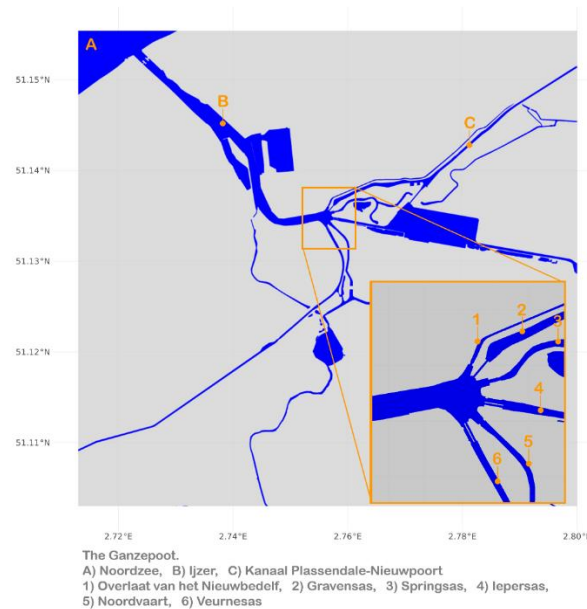 A
51.15°N
B
C
51.14°N
51.13°N
1
2
3
51.12°N
4
51.11°N
5
6
2.72°E
2.74°E
2.76°E
2.78°E
2.80°E
The Ganzepoot.
A) Noordzee, B) Ijzer, C) Kanaal Plassendale-Nieuwpoort
1) Overlaat van het Nieuwbedelf, 2) Gravensas, 3) Springsas, 4) Iepersas,
5) Noordvaart, 6) Veurnesas